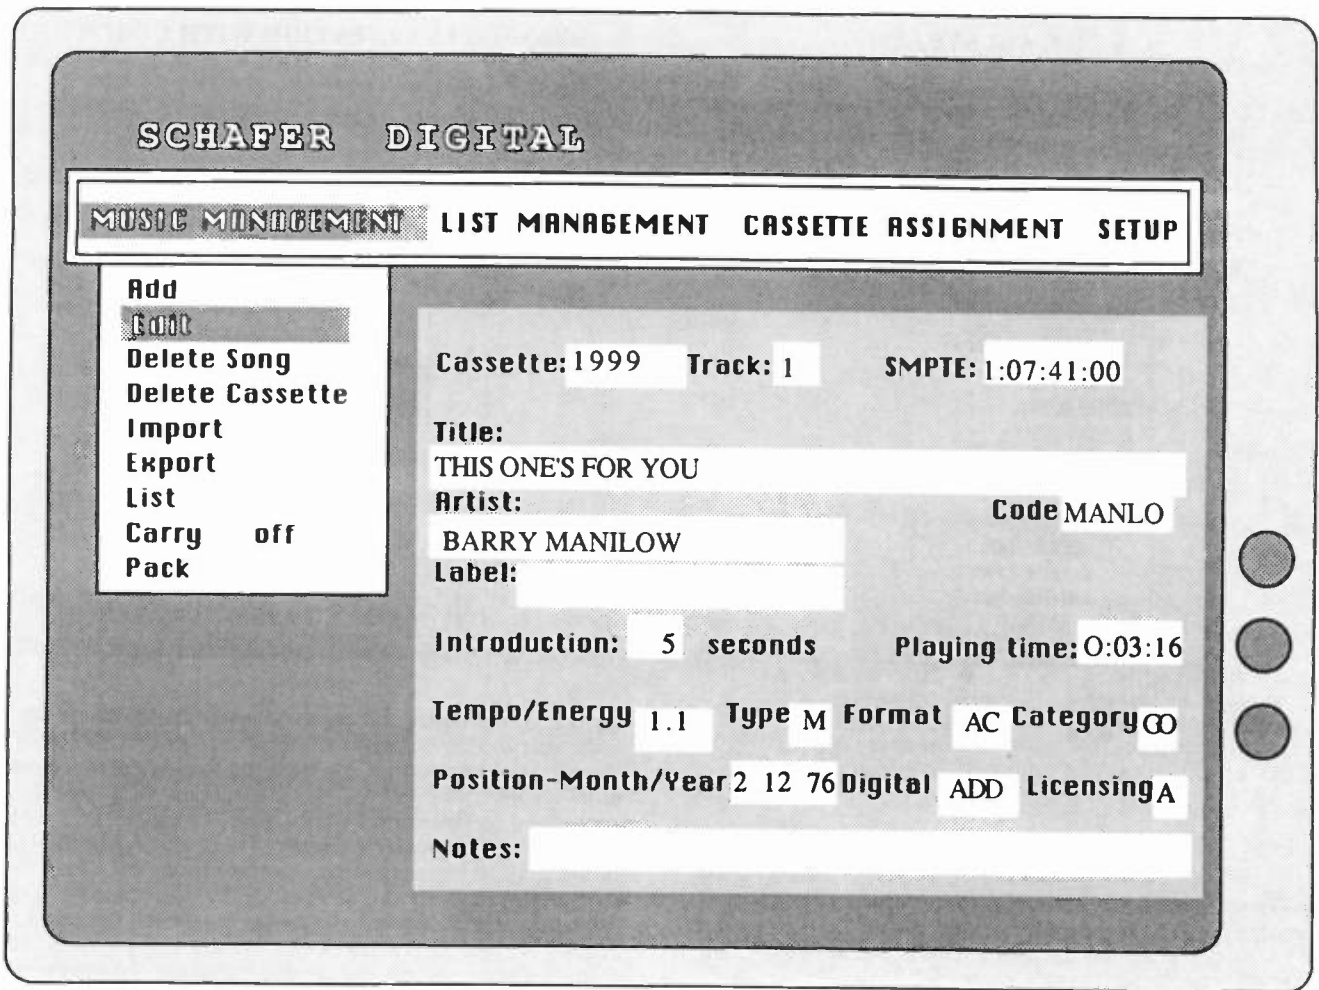 SCHAFER DIGITAL
MUSIC MANAGEMENT LIST MANAGEMENT CASSETTE ASSIGNMENT SETUP
Add
Edit
Delete Song
Delete Cassette
Import
Export
List
Carry off
Pack
Cassette: 1999 Track: 1 SMPTE: 1:07:41:00
Title:
THIS ONE'S FOR YOU
Artist: Code MANLO
BARRY MANILOW
Label:
Introduction: 5 seconds Playing time: O:03:16
Tempo/Energy 1.1 Type M Format AC Category GO
Position-Month/Year 2 12 76 Digital ADD Licensing A
Notes: